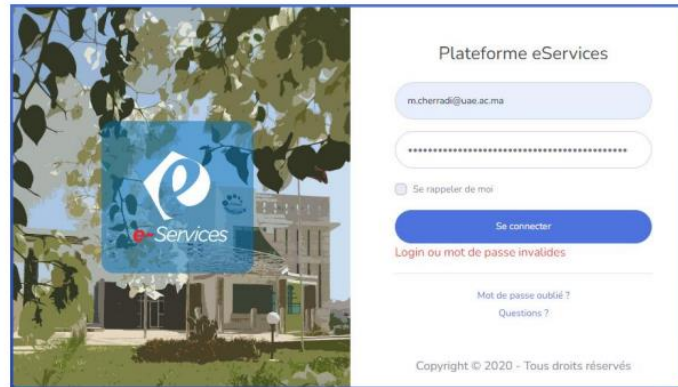 e-Services
Plateforme eServices
m.cherradi@uae.ac.ma
Se rappeler de moi
Se connecter
Login ou mot de passe invalides
Mot de passe oublié ?
Questions ?
Copyright © 2020 - Tous droits réservés